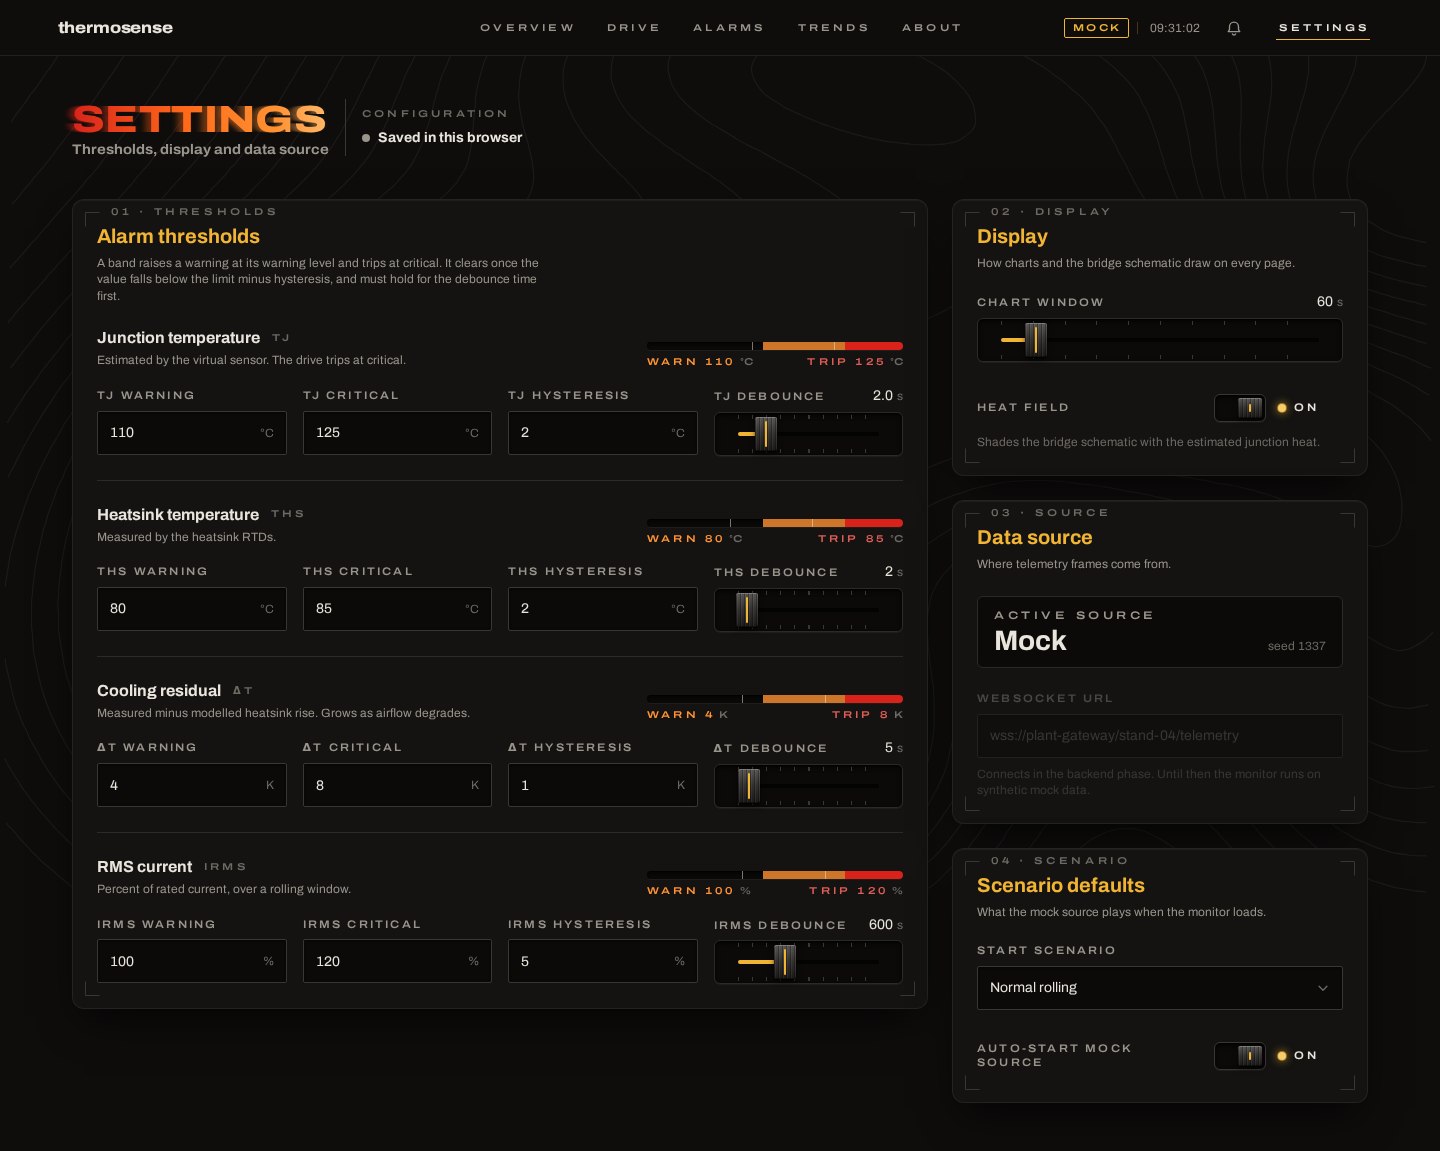 thermosense
OVERVIEW DRIVE ALARMS TRENDS ABOUT
MOCK 09:31:02 SETTINGS
SETTINGS
Thresholds, display and data source
CONFIGURATION
Saved in this browser
01 · THRESHOLDS
Alarm thresholds
A band raises a warning at its warning level and trips at critical. It clears once the
value falls below the limit minus hysteresis, and must hold for the debounce time
first.
Junction temperature TJ
Estimated by the virtual sensor. The drive trips at critical.
WARN 110 °C TRIP 125 °C
TJ WARNING TJ CRITICAL TJ HYSTERESIS TJ DEBOUNCE 2.0 s
110 °C 125 °C 2 °C
Heatsink temperature THS
Measured by the heatsink RTDs.
WARN 80 °C TRIP 85 °C
THS WARNING THS CRITICAL THS HYSTERESIS THS DEBOUNCE 2 s
80 °C 85 °C 2 °C
Cooling residual ΔT
Measured minus modelled heatsink rise. Grows as airflow degrades.
WARN 4 K TRIP 8 K
ΔT WARNING ΔT CRITICAL ΔT HYSTERESIS ΔT DEBOUNCE 5 s
4 K 8 K 1 K
RMS current IRMS
Percent of rated current, over a rolling window.
WARN 100 % TRIP 120 %
IRMS WARNING IRMS CRITICAL IRMS HYSTERESIS IRMS DEBOUNCE 600 s
100 % 120 % 5 %
02 · DISPLAY
Display
How charts and the bridge schematic draw on every page.
CHART WINDOW 60 s
HEAT FIELD ON
Shades the bridge schematic with the estimated junction heat.
03 · SOURCE
Data source
Where telemetry frames come from.
ACTIVE SOURCE
Mock seed 1337
WEBSOCKET URL
wss://plant-gateway/stand-04/telemetry
Connects in the backend phase. Until then the monitor runs on
synthetic mock data.
04 · SCENARIO
Scenario defaults
What the mock source plays when the monitor loads.
START SCENARIO
Normal rolling
AUTO-START MOCK
SOURCE
ON